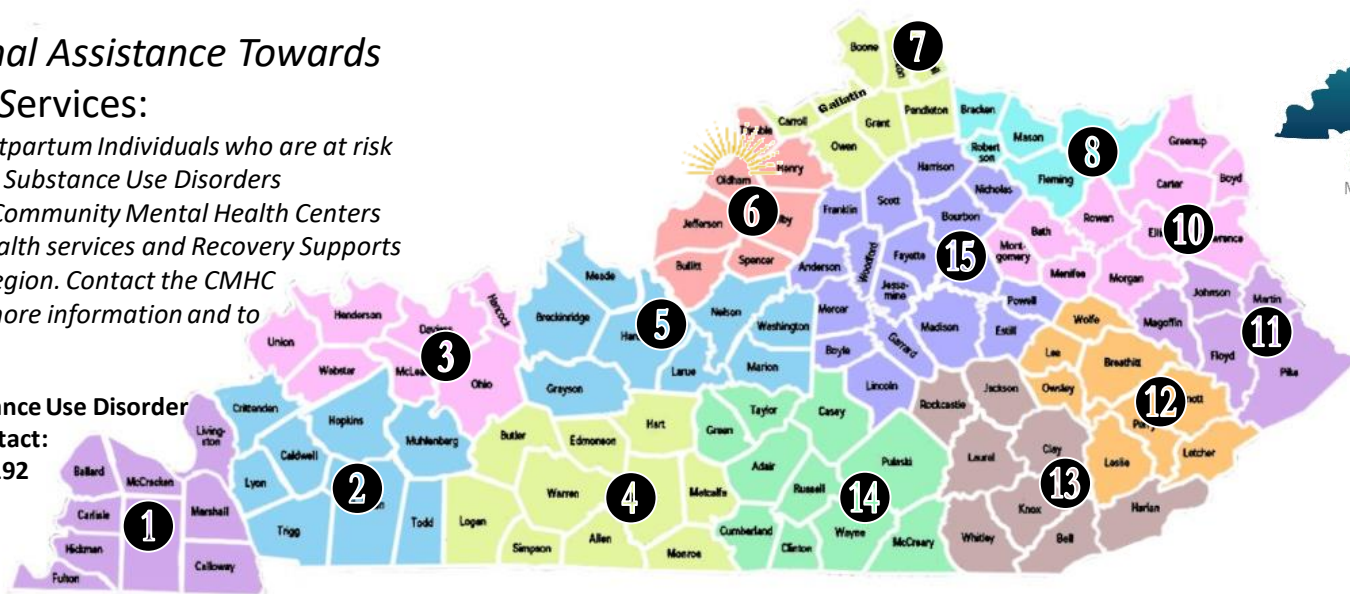 nal Assistance Towards
Services:
tpartum Individuals who are at risk
Substance Use Disorders
Community Mental Health Centers
alth services and Recovery Supports
egion. Contact the CMHC
more information and to
ance Use Disorder
tact:
192
M
7
Boone
Gallatin
Carroll
Grant
Pendleton
Owen
Bracken
Mason
Robert
son
8
Fleming
Greenup
Carter
Boyd
Rowan
10
Bath
Mont-
gomery
Menifee
Morgan
Henry
Oldham
6
Jefferson
Bullitt
Spencer
Harrison
Nicholas
Scott
Franklin
Bourbon
Fayette
15
Woodford
Anderson
Jessa-
mine
Mercer
Madison
Powell
Estill
Boyle
Garrard
Lincoln
Johnson
Martin
Magoffin
11
Floyd
Pike
Meade
Breckinridge
5
Nelson
Washington
Larue
Marion
Grayson
Hancock
Henderson
Union
3
Webster
Ohio
Wolfe
Lee
Breathitt
Owsley
12
Leslie
Letcher
Crittenden
Hopkins
Caldwell
Muhlenberg
Lyon
2
Trigg
Todd
Living-
ston
Ballard
McCracken
Carlisle
1
Marshall
Hickman
Calloway
Fulton
Butler
Edmonson
Hart
Warren
4
Metcalfe
Logan
Simpson
Allen
Monroe
Taylor
Casey
Green
Adair
Pulaski
Russell
14
Cumberland
Clinton
Wayne
McCreary
Rockcastle
Jackson
Laurel
Clay
13
Knox
Whitley
Bell
Harlan